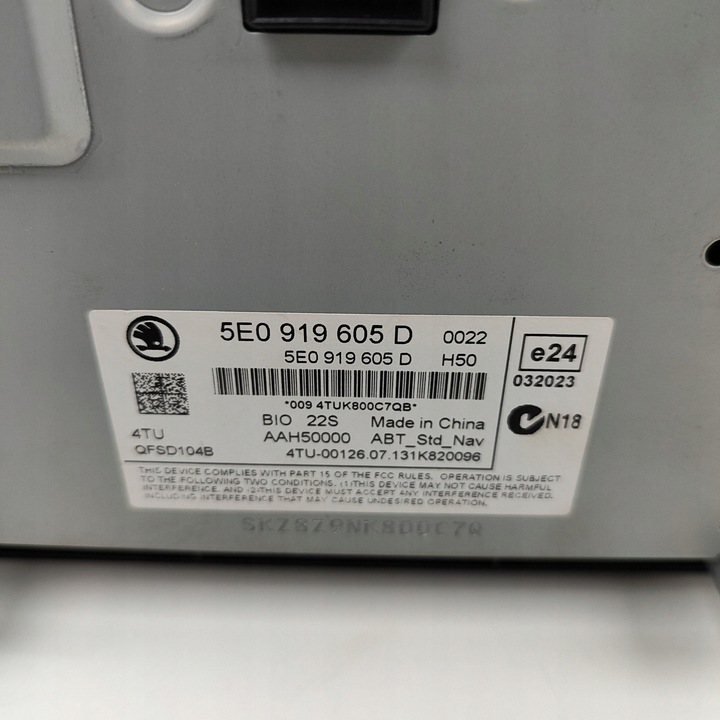 5E0 919 605 D 0022
5E0 919 605 D H50
*009 4TUK800C7QB*
BIO 22S Made in China
4TU AAH50000 ABT_Std_Nav
QFSD104B 4TU-00126.07.131K820096
e24
032023
N18
THIS DEVICE COMPLIES WITH PART 15 OF THE FCC RULES. OPERATION IS SUBJECT
TO THE FOLLOWING TWO CONDITIONS. (1)THIS DEVICE MAY NOT CAUSE HARMFUL
INTERFERENCE. AND (2)THIS DEVICE MUST ACCEPT ANY INTERFERENCE RECEIVED.
INCLUDING INTERFERENCE THAT MAY CAUSE UNDESIRED OPERATION.
SKZ8Z9NK800C7Q